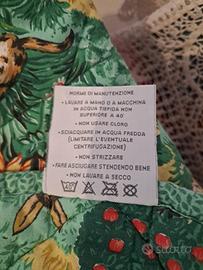 NORME DI MANUTENZIONE
• LAVARE A MANO O A MACCHINA
IN ACQUA TIEPIDA NON
SUPERIORE A 40°
• NON USARE CLORO
• SCIACQUARE IN ACQUA FREDDA
(LIMITARE L'EVENTUALE
CENTRIFUGAZIONE)
• NON STRIZZARE
• FARE ASCIUGARE STENDENDO BENE
• NON LAVARE A SECCO
subito